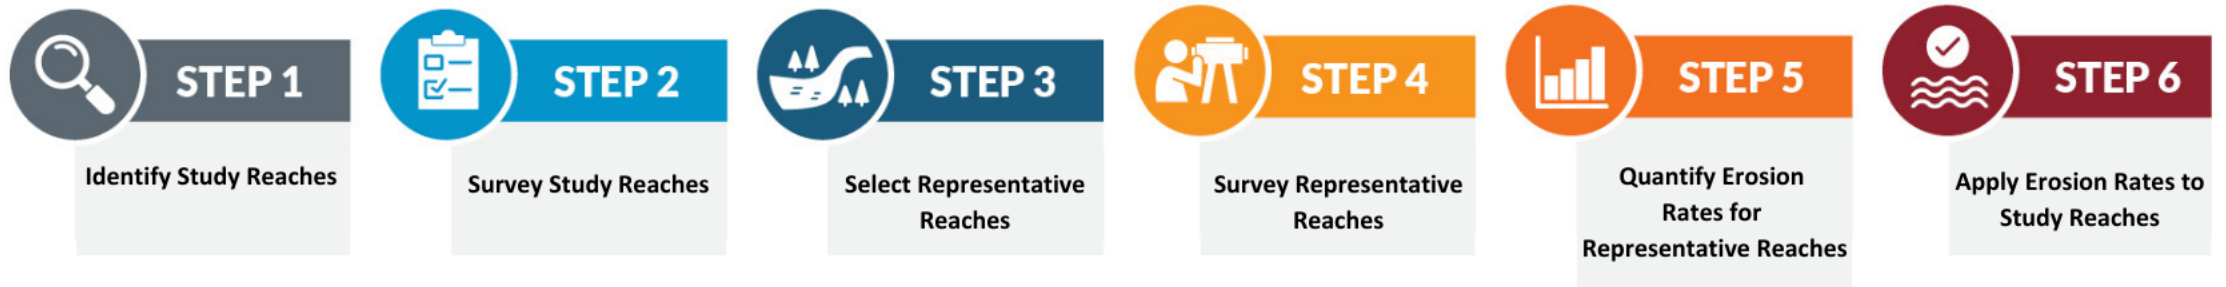 STEP 1
Identify Study Reaches
STEP 2
Survey Study Reaches
STEP 3
Select Representative
Reaches
STEP 4
Survey Representative
Reaches
STEP 5
Quantify Erosion
Rates for
Representative Reaches
STEP 6
Apply Erosion Rates to
Study Reaches